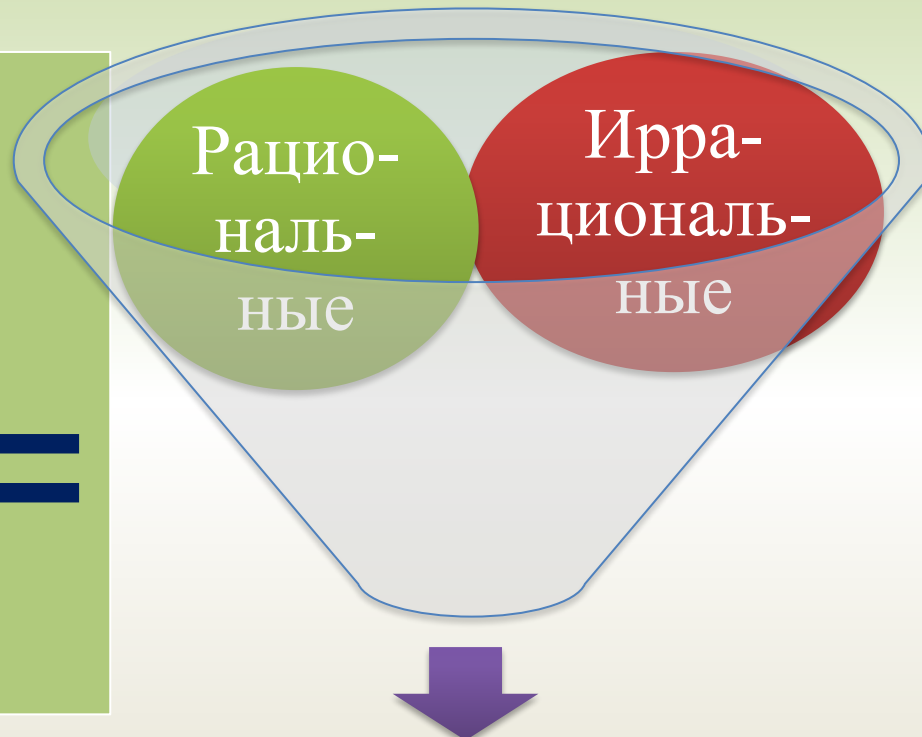 Рацио-
наль-
ные
Ирра-
циональ-
ные
=